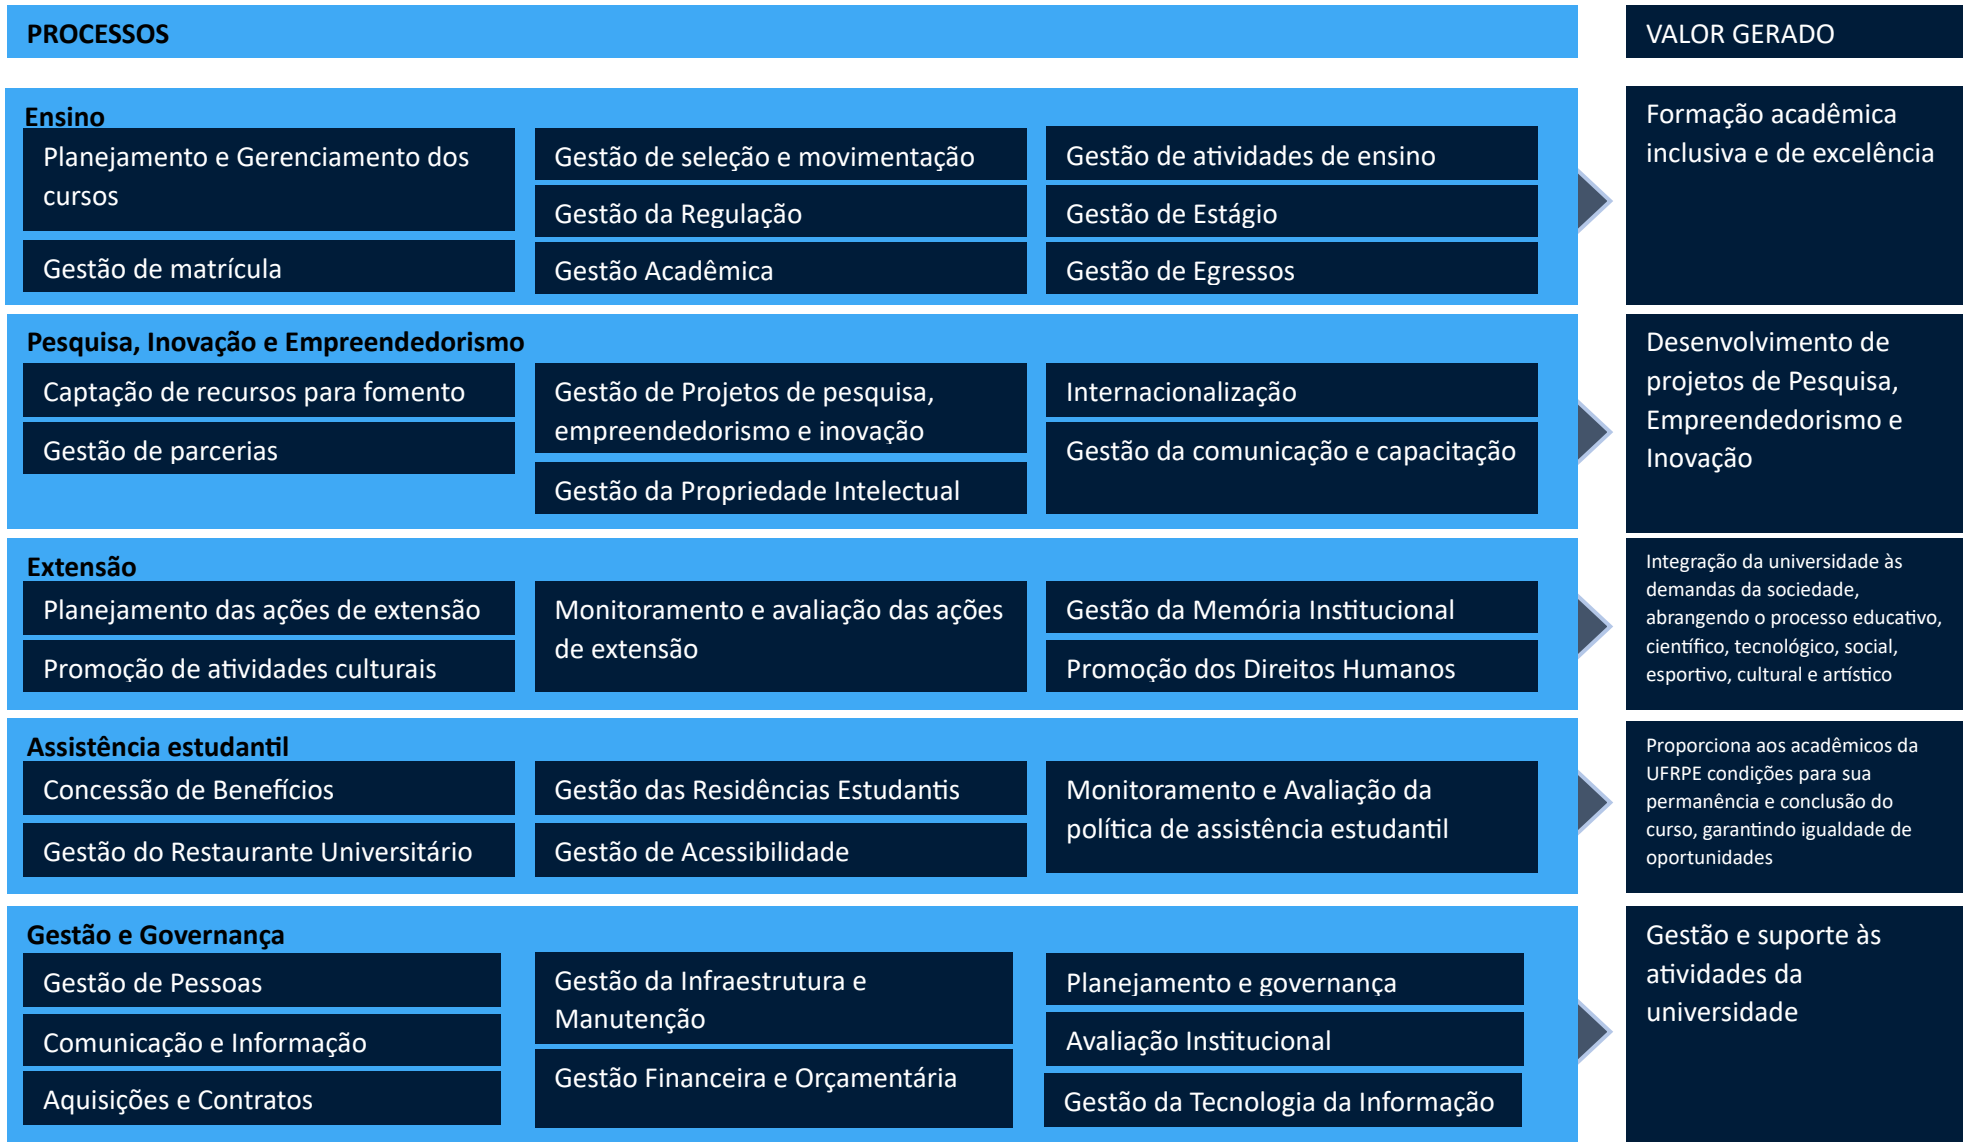 PROCESSOS
VALOR GERADO
Ensino
Planejamento e Gerenciamento dos
cursos
Gestão de matrícula
Gestão de seleção e movimentação
Gestão da Regulação
Gestão Acadêmica
Gestão de atividades de ensino
Gestão de Estágio
Gestão de Egressos
Formação acadêmica
inclusiva e de excelência
Pesquisa, Inovação e Empreendedorismo
Captação de recursos para fomento
Gestão de parcerias
Gestão de Projetos de pesquisa,
empreendedorismo e inovação
Gestão da Propriedade Intelectual
Internacionalização
Gestão da comunicação e capacitação
Desenvolvimento de
projetos de Pesquisa,
Empreendedorismo e
Inovação
Extensão
Planejamento das ações de extensão
Promoção de atividades culturais
Monitoramento e avaliação das ações
de extensão
Gestão da Memória Institucional
Promoção dos Direitos Humanos
Integração da universidade às
demandas da sociedade,
abrangendo o processo educativo,
científico, tecnológico, social,
esportivo, cultural e artístico
Assistência estudantil
Concessão de Benefícios
Gestão do Restaurante Universitário
Gestão das Residências Estudantis
Gestão de Acessibilidade
Monitoramento e Avaliação da
política de assistência estudantil
Proporciona aos acadêmicos da
UFRPE condições para sua
permanência e conclusão do
curso, garantindo igualdade de
oportunidades
Gestão e Governança
Gestão de Pessoas
Comunicação e Informação
Aquisições e Contratos
Gestão da Infraestrutura e
Manutenção
Gestão Financeira e Orçamentária
Planejamento e governança
Avaliação Institucional
Gestão da Tecnologia da Informação
Gestão e suporte às
atividades da
universidade